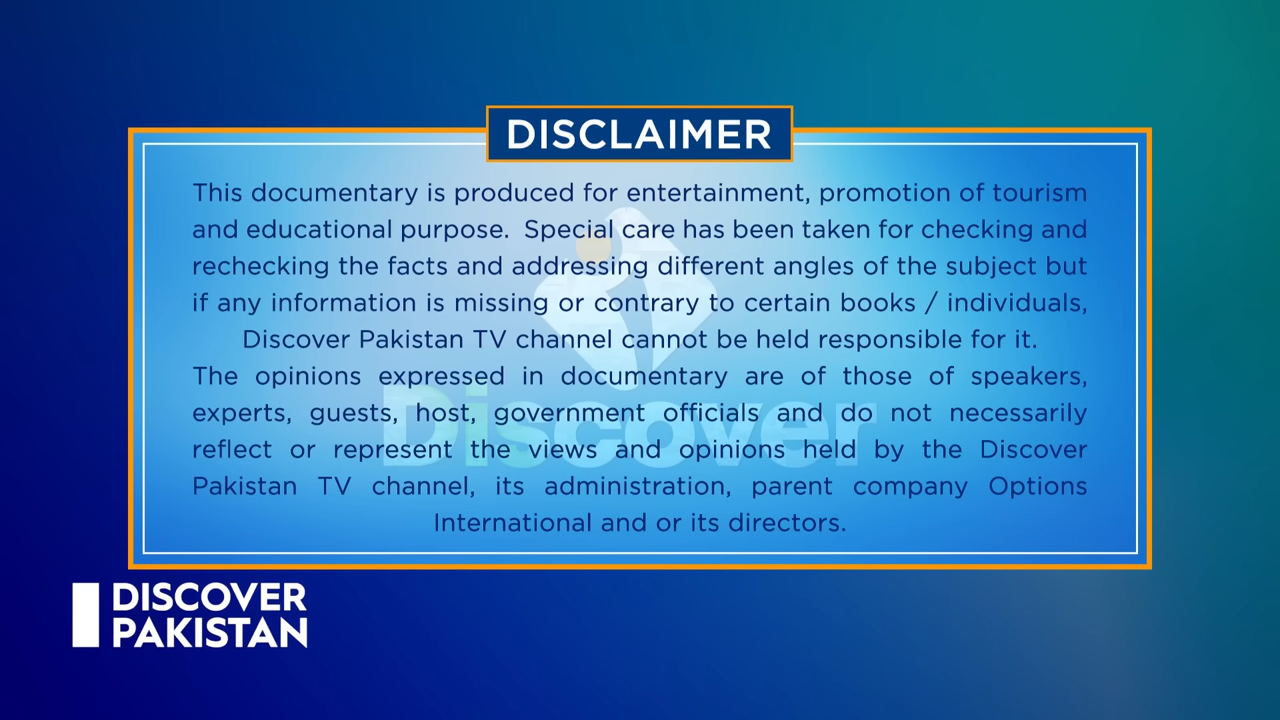 DISCLAIMER
This documentary is produced for entertainment, promotion of tourism
and educational purpose.  Special care has been taken for checking and
rechecking the facts and addressing different angles of the subject but
if any information is missing or contrary to certain books / individuals,
Discover Pakistan TV channel cannot be held responsible for it.
The opinions expressed in documentary are of those of speakers,
experts, guests, host, government officials and do not necessarily
reflect or represent the views and opinions held by the Discover
Pakistan TV channel, its administration, parent company Options
International and or its directors.
Discover
DISCOVER
PAKISTAN